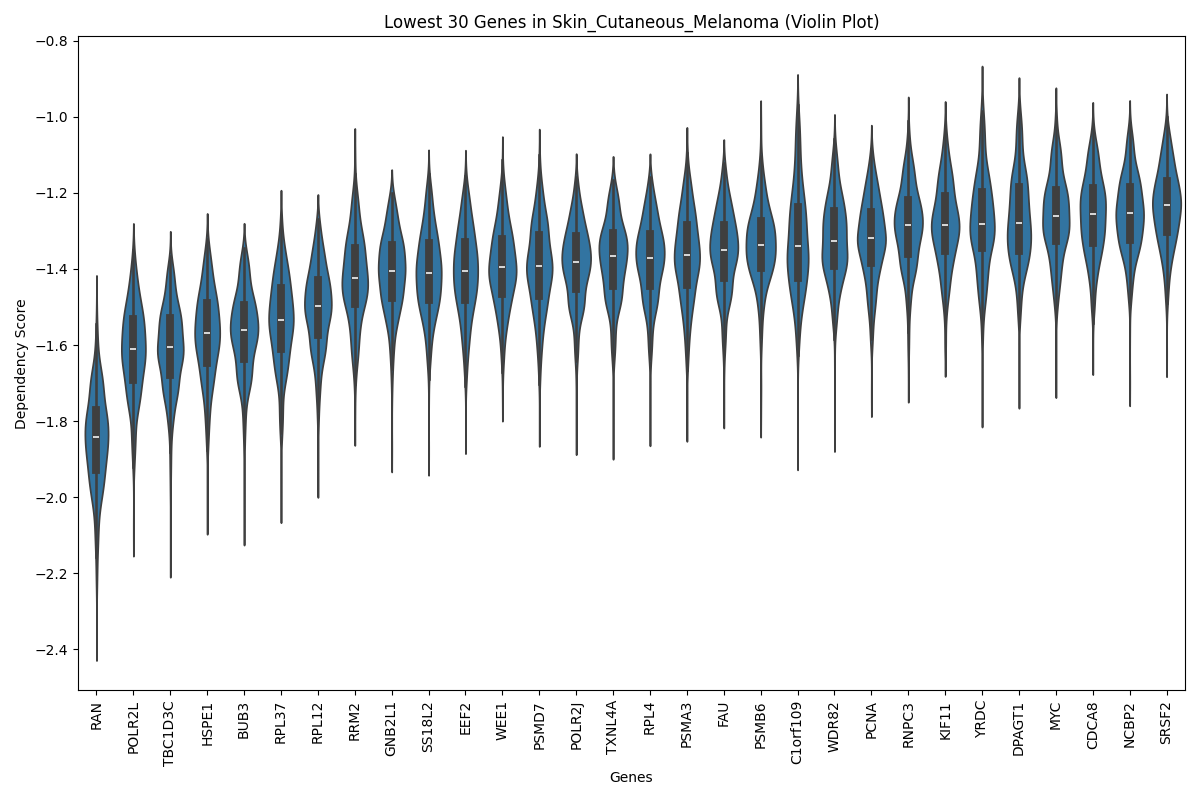 Lowest 30 Genes in Skin_Cutaneous_Melanoma (Violin Plot)
Dependency Score
−0.8
−1.0
−1.2
−1.4
−1.6
−1.8
−2.0
−2.2
−2.4
RAN
POLR2L
TBC1D3C
HSPE1
BUB3
RPL37
RPL12
RRM2
GNB2L1
SS18L2
EEF2
WEE1
PSMD7
POLR2J
TXNL4A
RPL4
PSMA3
FAU
PSMB6
C1orf109
WDR82
PCNA
RNPC3
KIF11
YRDC
DPAGT1
MYC
CDCA8
NCBP2
SRSF2
Genes